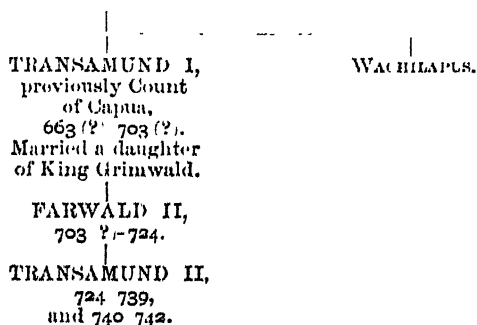 TRANSAMUND I,
previously Count
of Capua,
663 (?) 703 (?).
Married a daughter
of King Grimwald.
WACHILAPUS.
FARWALD II,
703 ?)-724.
TRANSAMUND II,
724 739,
and 740 742.